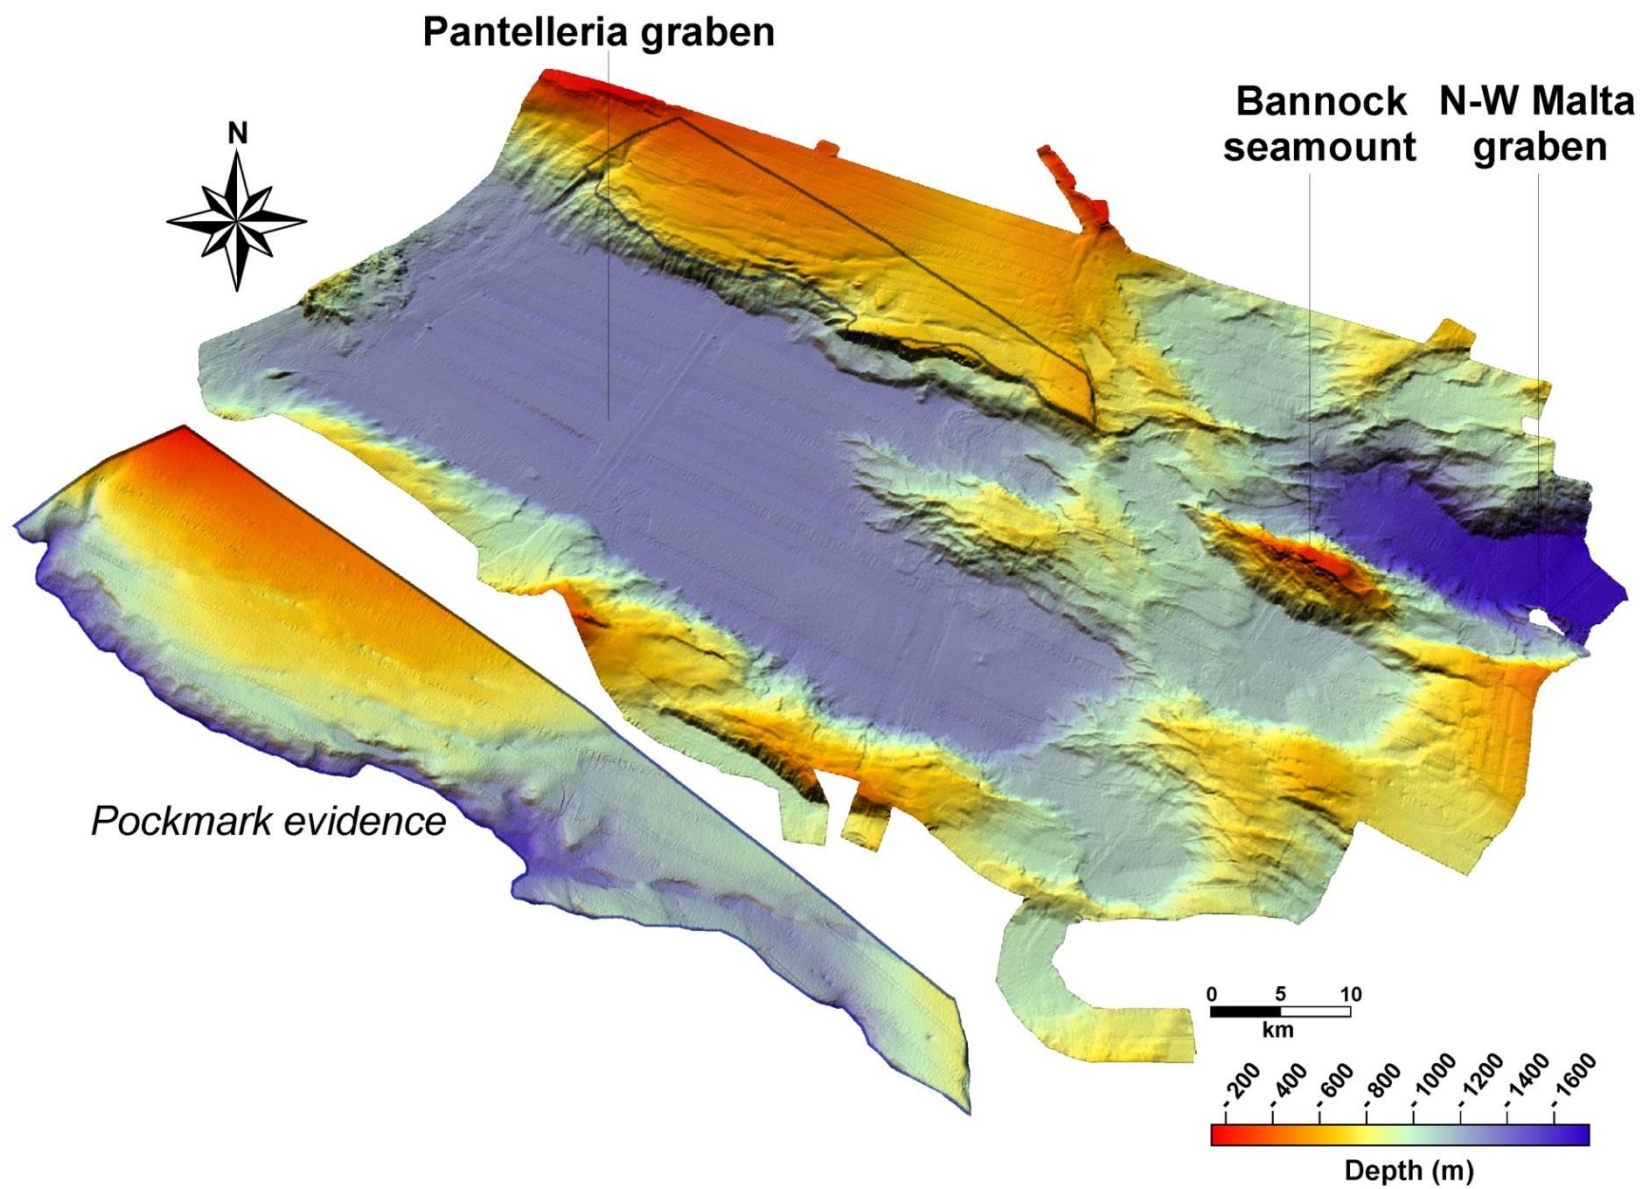 Pantelleria graben
Bannock
seamount
N-W Malta
graben
N
Pockmark evidence
0 5 10
km
- 200 - 400 - 600 - 800 - 1000 - 1200 - 1400 - 1600
Depth (m)